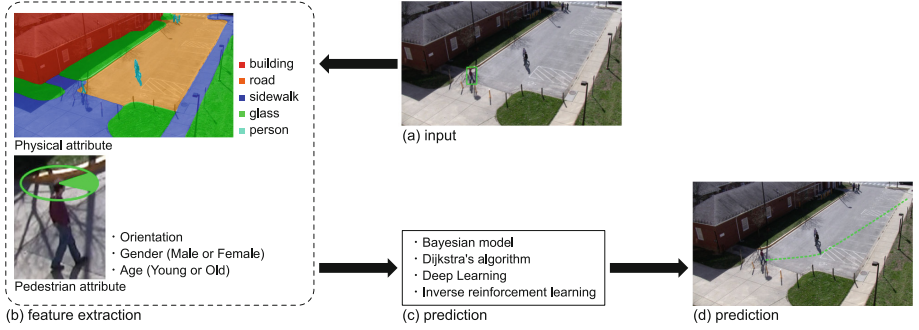 building
road
sidewalk
glass
person
Physical attribute
(a) input
・Orientation
・Gender (Male or Female)
・Age (Young or Old)
Pedestrian attribute
(b) feature extraction
・Bayesian model
・Dijkstra's algorithm
・Deep Learning
・Inverse reinforcement learning
(c) prediction
(d) prediction